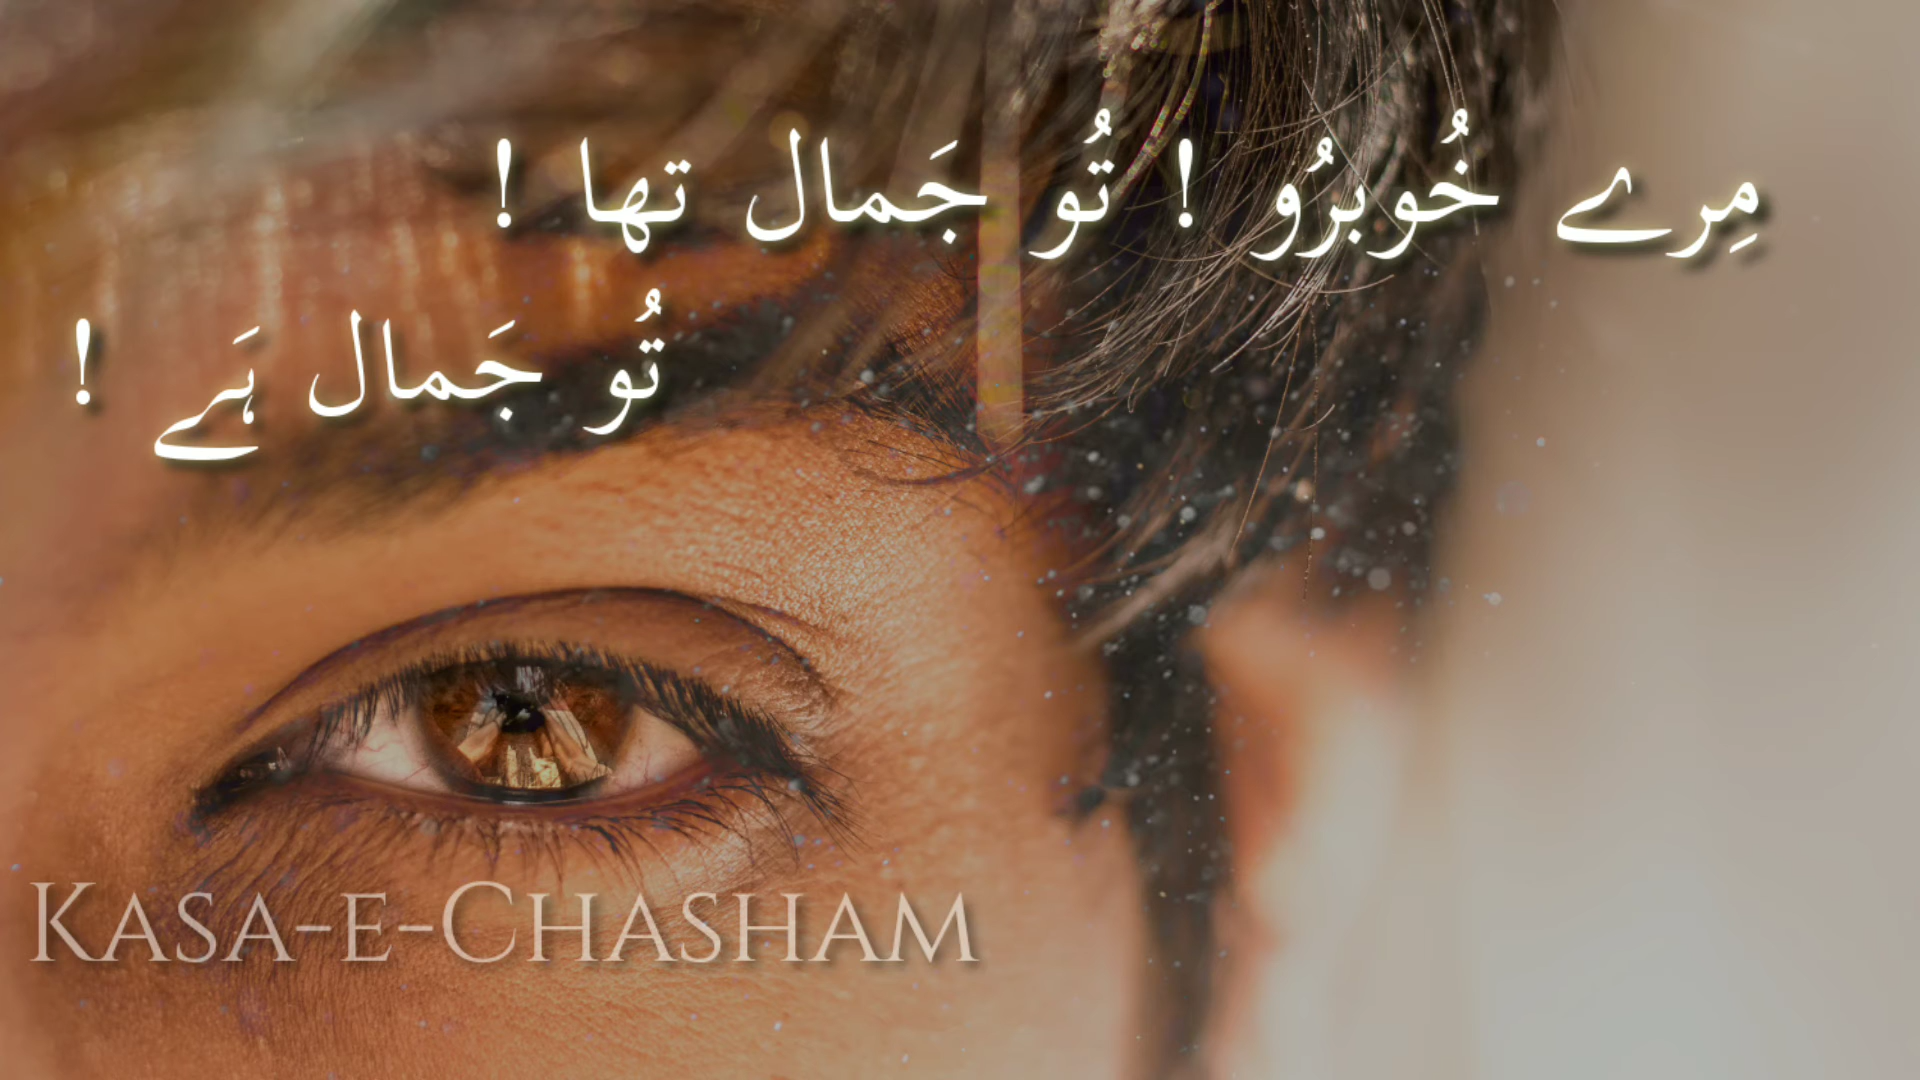 مِرے خُوبرُو ! تُو جَمال تھا !
تُو جَمال ہَے !
KASA-E-CHASHAM